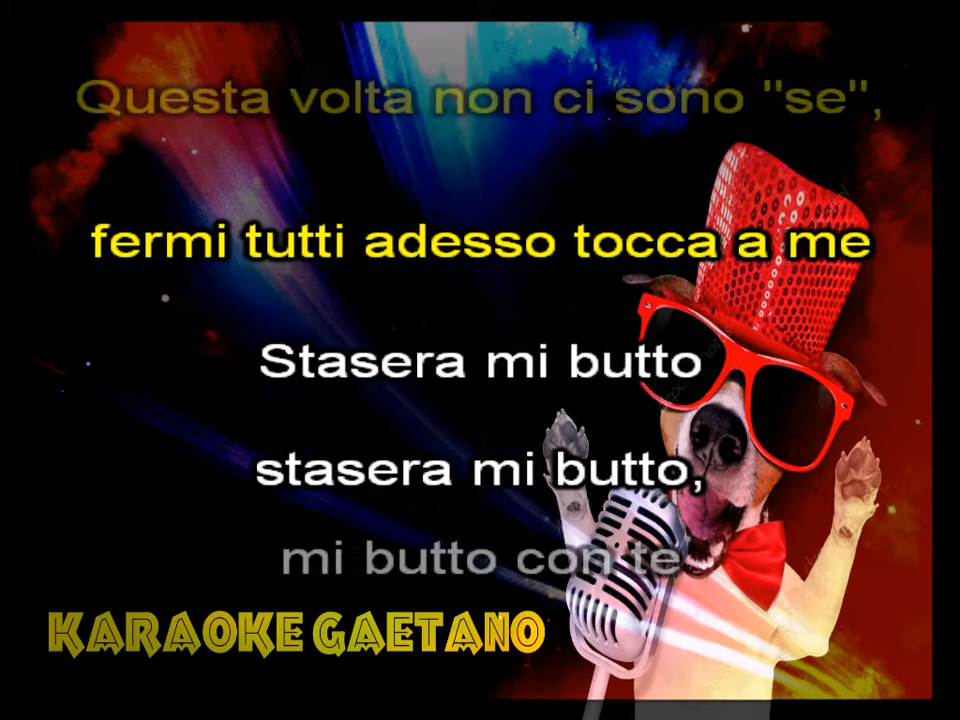 Questa volta non ci sono "se",
fermi tutti adesso tocca a me
Stasera mi butto
stasera mi butto,
mi butto con te
KARAOKE GAETANO